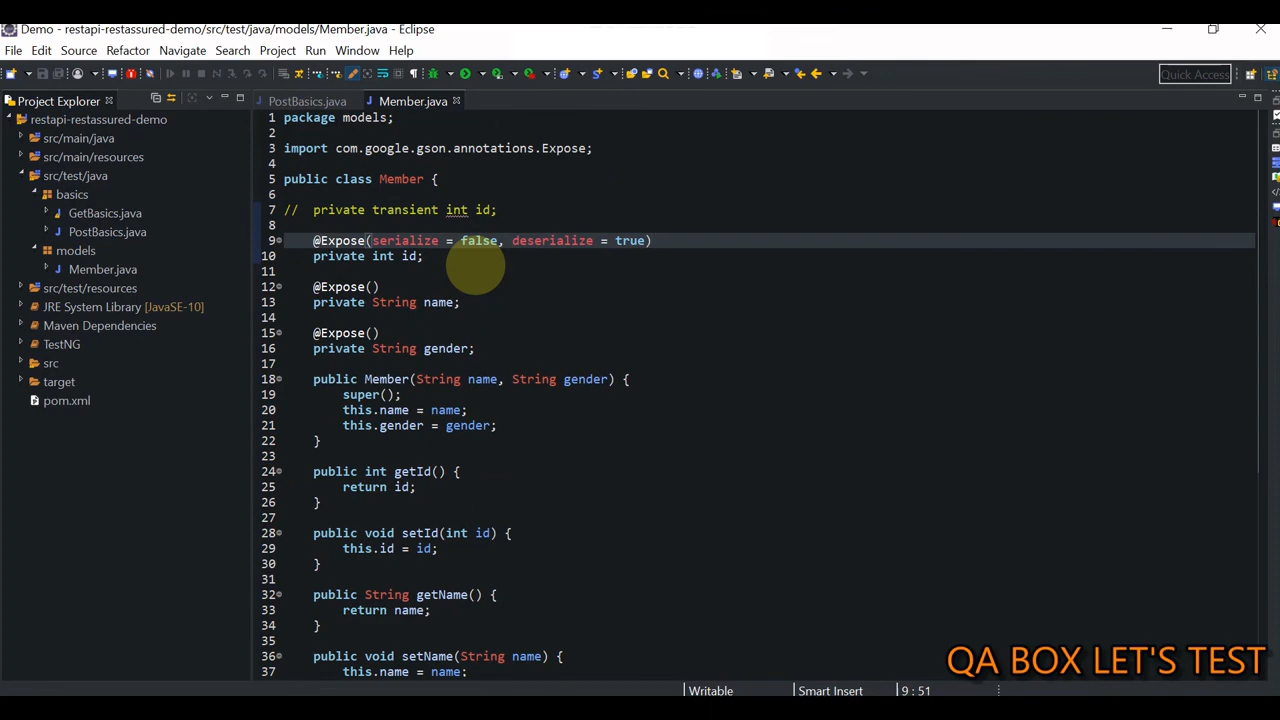 Demo - restapi-restassured-demo/src/test/java/models/Member.java - Eclipse
File Edit Source Refactor Navigate Search Project Run Window Help
Quick Access
Project Explorer
PostBasics.java
Member.java
restapi-restassured-demo
src/main/java
src/main/resources
src/test/java
basics
GetBasics.java
PostBasics.java
models
Member.java
src/test/resources
JRE System Library [JavaSE-10]
Maven Dependencies
TestNG
src
target
pom.xml
1 package models;
2
3 import com.google.gson.annotations.Expose;
4
5 public class Member {
6
7 // private transient int id;
8
9 @Expose(serialize = false, deserialize = true)
10 private int id;
11
12 @Expose()
13 private String name;
14
15 @Expose()
16 private String gender;
17
18 public Member(String name, String gender) {
19 super();
20 this.name = name;
21 this.gender = gender;
22 }
23
24 public int getId() {
25 return id;
26 }
27
28 public void setId(int id) {
29 this.id = id;
30 }
31
32 public String getName() {
33 return name;
34 }
35
36 public void setName(String name) {
37 this.name = name;
QA BOX LET'S TEST
Writable Smart Insert 9 : 51